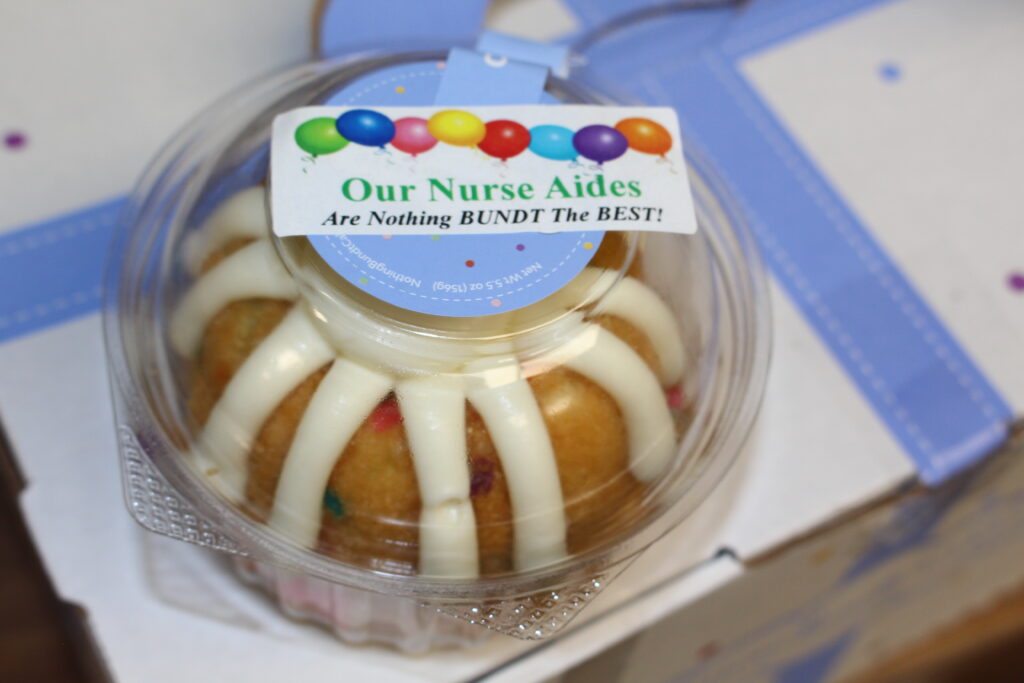 Our Nurse Aides
Are Nothing BUNDT The BEST!
Net Wt 5.5 oz (156g)